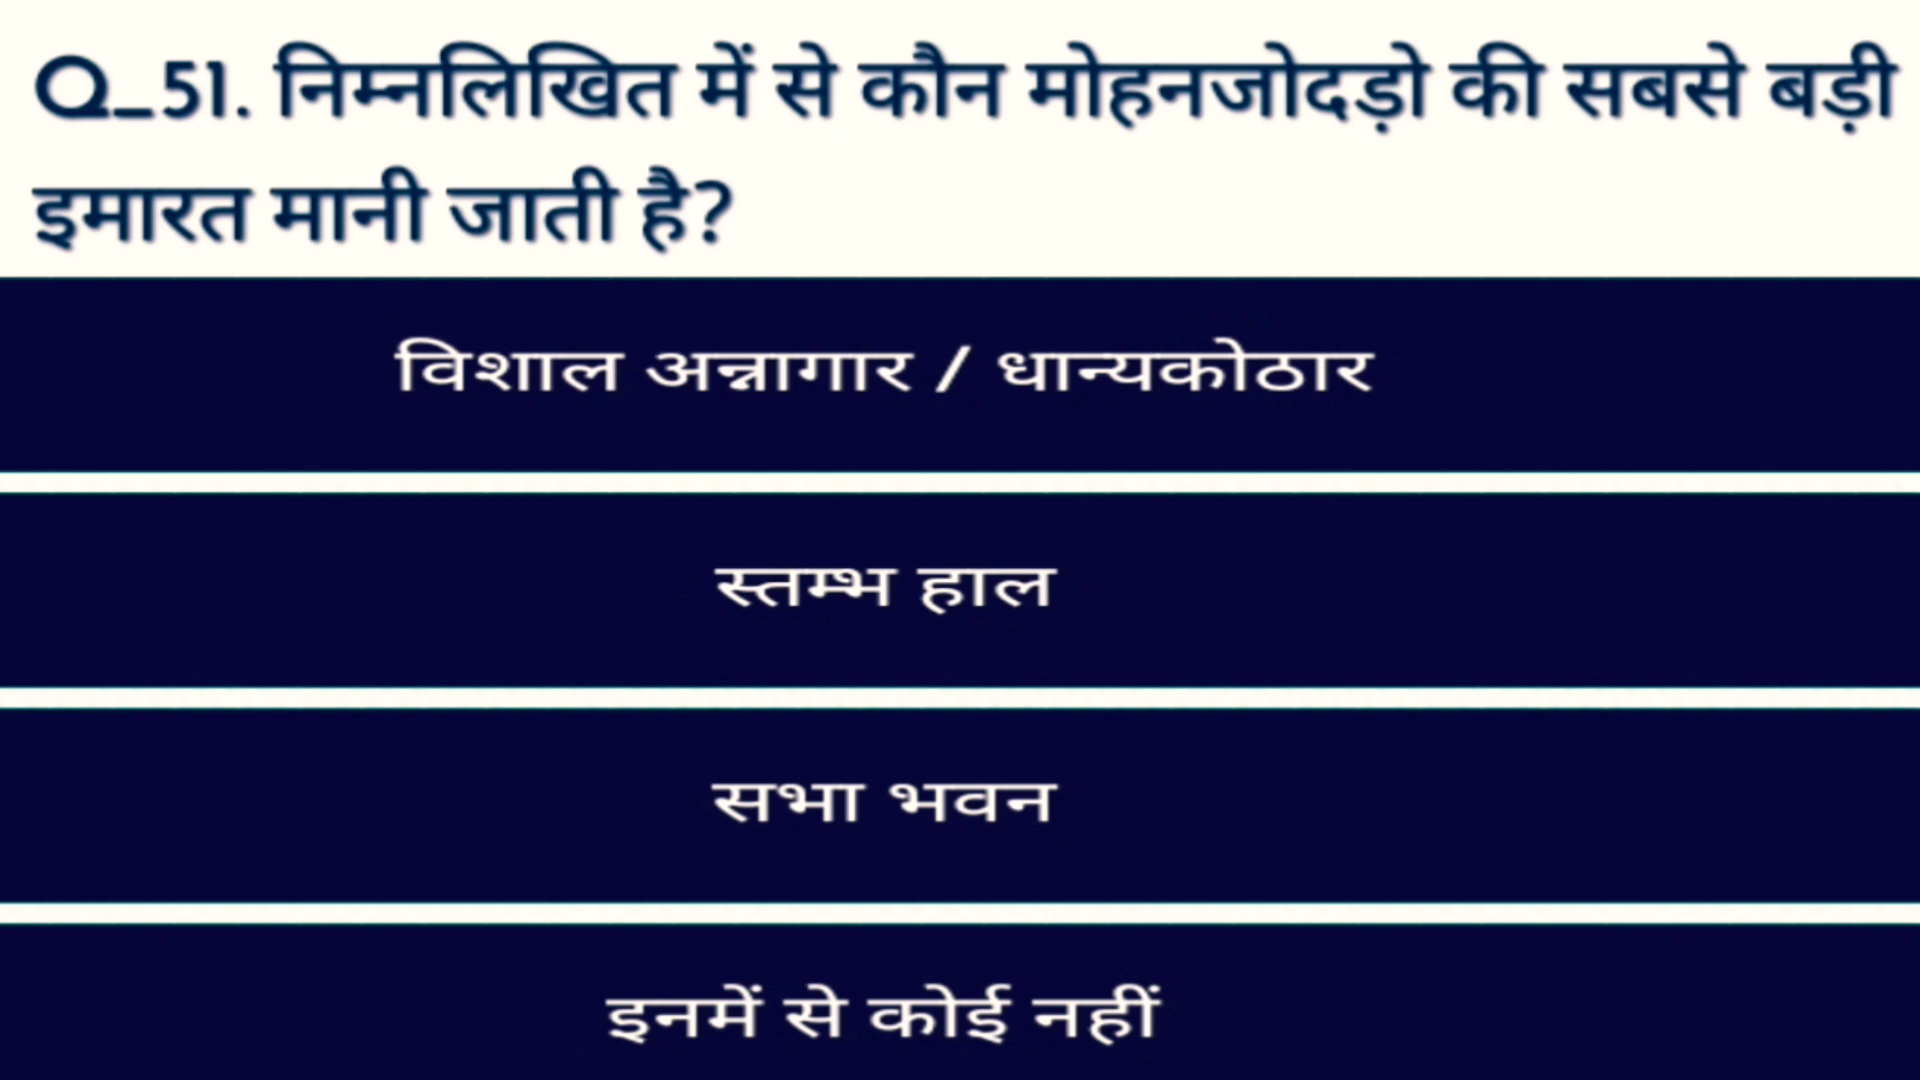 Q_51. निम्नलिखित में से कौन मोहनजोदड़ो की सबसे बड़ी
इमारत मानी जाती है?
विशाल अन्नागार / धान्यकोठार
स्तम्भ हाल
सभा भवन
इनमें से कोई नहीं